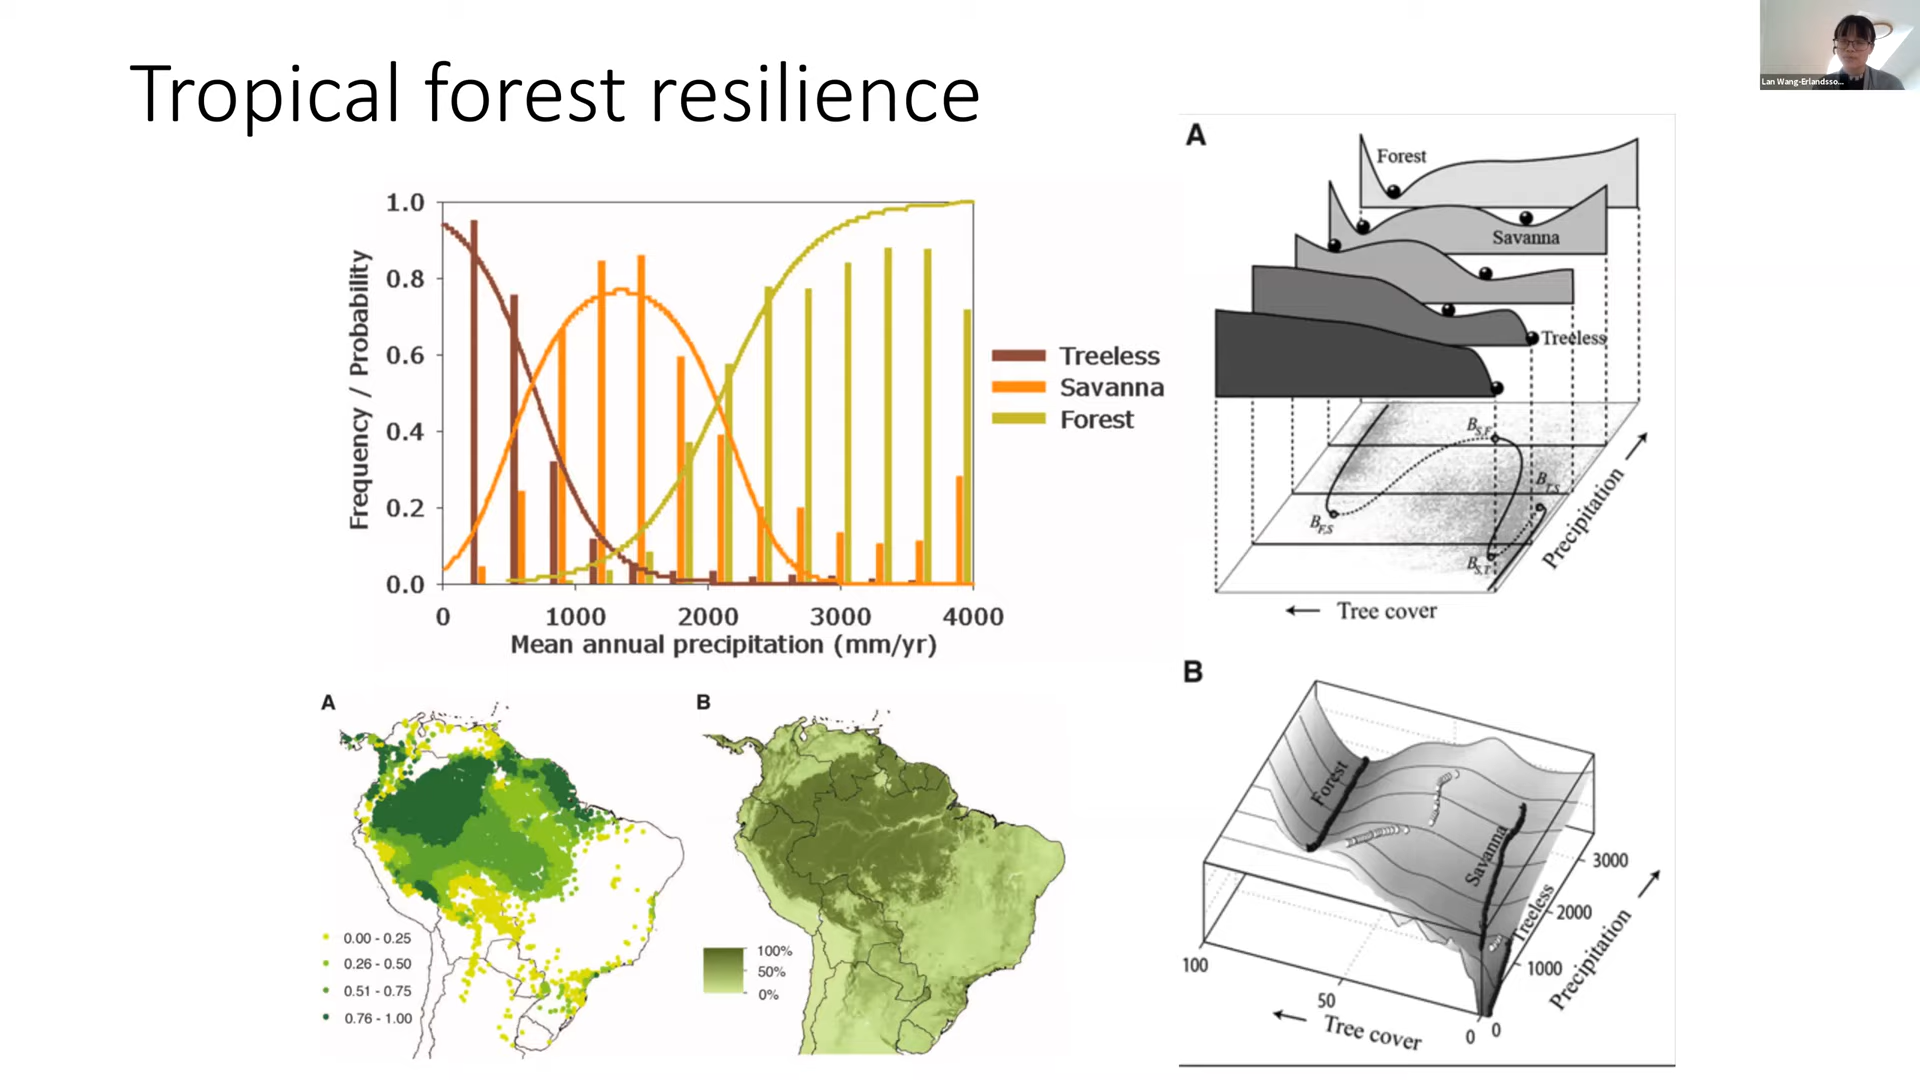 Tropical forest resilience
Lan Wang-Erlandsso...
1.0
0.8
0.6
0.4
0.2
0.0
Frequency / Probability
0 1000 2000 3000 4000
Mean annual precipitation (mm/yr)
Treeless
Savanna
Forest
A
Forest
Savanna
Treeless
B S,F
B T,S
B F,S
B S,T
Precipitation
← Tree cover
A
0.00 - 0.25
0.26 - 0.50
0.51 - 0.75
0.76 - 1.00
B
100%
50%
0%
B
Forest
Savanna
Treeless
3000
2000
1000
0
Precipitation
100
50
0
← Tree cover